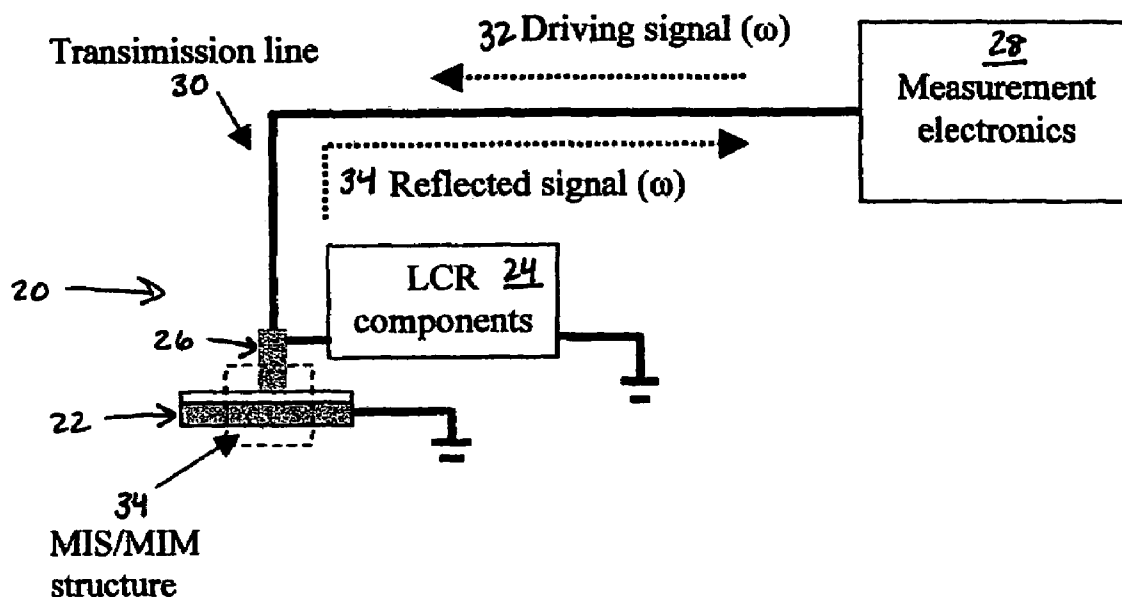 32 Driving signal (ω)
Transimission line
30
28
Measurement
electronics
34 Reflected signal (ω)
20
LCR 24
components
26
22
34
MIS/MIM
structure